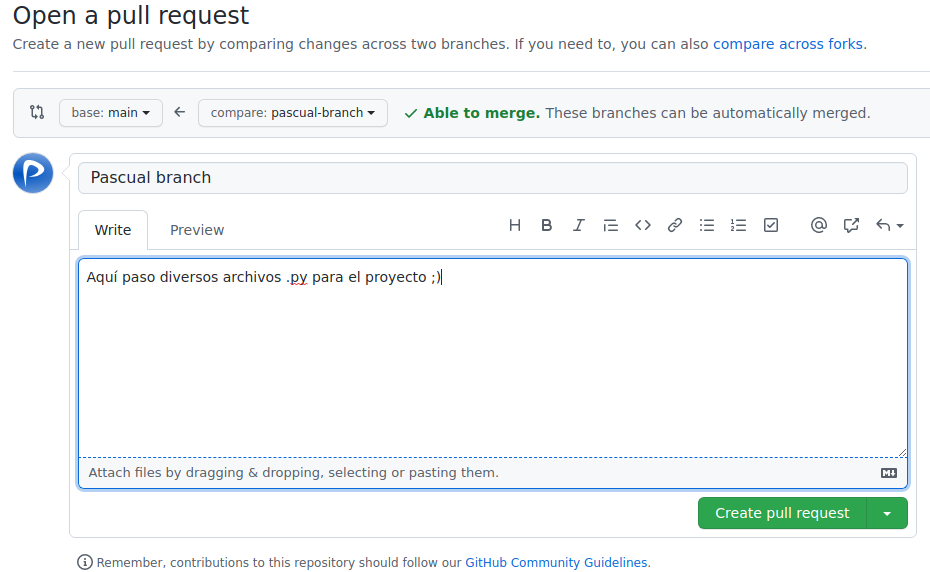 Open a pull request
Create a new pull request by comparing changes across two branches. If you need to, you can also compare across forks.
base: main compare: pascual-branch Able to merge. These branches can be automatically merged.
Pascual branch
Write Preview H B I
Aquí paso diversos archivos .py para el proyecto ;)
Attach files by dragging & dropping, selecting or pasting them.
Create pull request
Remember, contributions to this repository should follow our GitHub Community Guidelines.